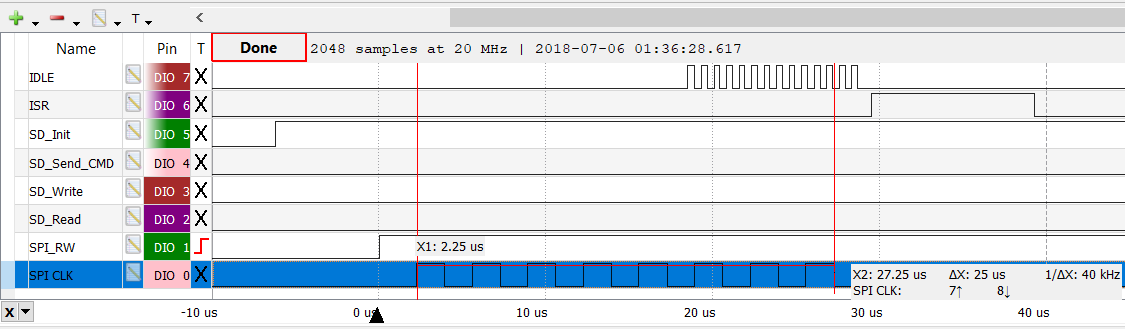 T
<
Name Pin T Done 2048 samples at 20 MHz | 2018-07-06 01:36:28.617
IDLE DIO 7 X
ISR DIO 6 X
SD_Init DIO 5 X
SD_Send_CMD DIO 4 X
SD_Write DIO 3 X
SD_Read DIO 2 X
SPI_RW DIO 1 X1: 2.25 us
SPI CLK DIO 0 X X2: 27.25 us ΔX: 25 us 1/ΔX: 40 kHz
SPI CLK: 7↑ 8↓
X -10 us 0 us 10 us 20 us 30 us 40 us